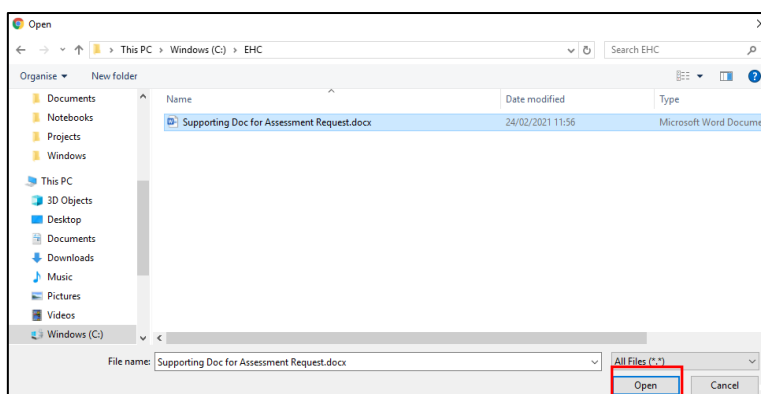 Open
This PC > Windows (C:) > EHC
Search EHC
Organise
New folder
Documents
Notebooks
Projects
Windows
This PC
3D Objects
Desktop
Documents
Downloads
Music
Pictures
Videos
Windows (C:)
Name Date modified Type
Supporting Doc for Assessment Request.docx 24/02/2021 11:56 Microsoft Word Docume
File name: Supporting Doc for Assessment Request.docx All Files (*.*)
Open Cancel